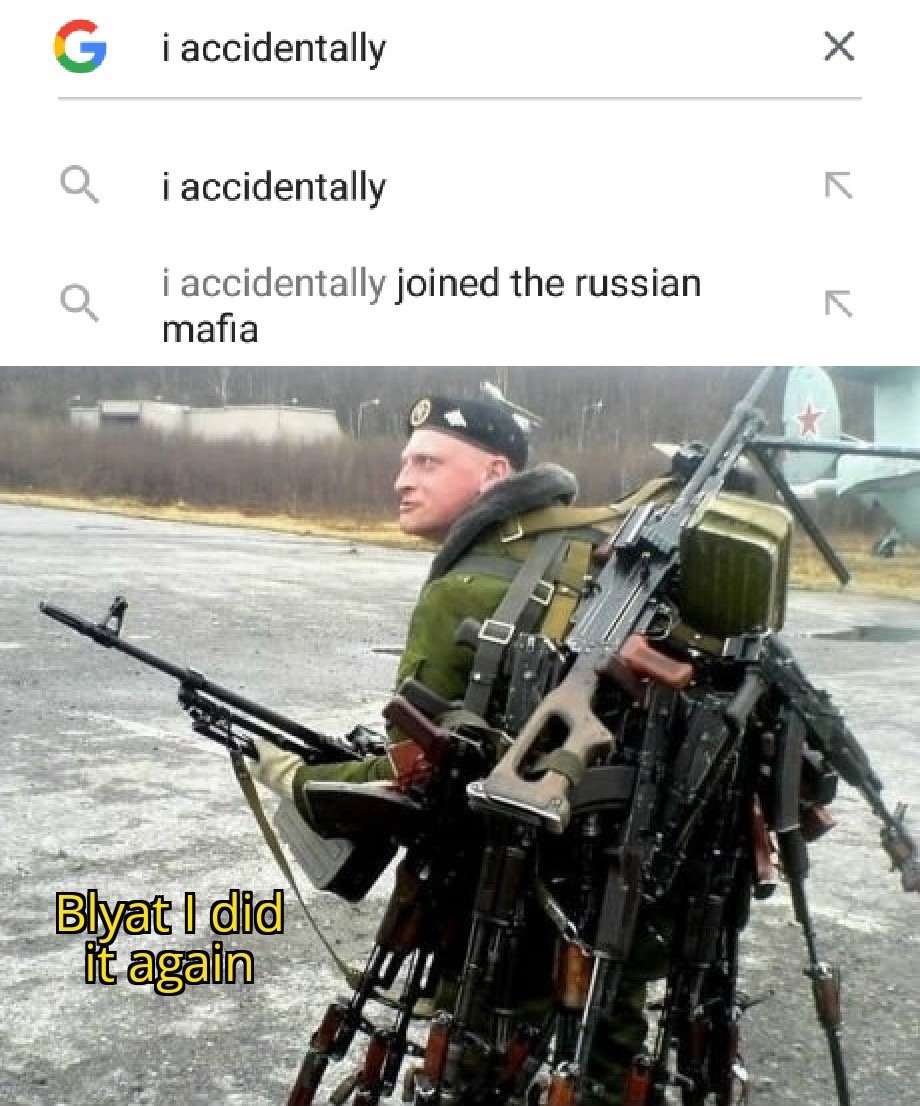 i accidentally
i accidentally
i accidentally joined the russian
mafia
Blyat I did
it again